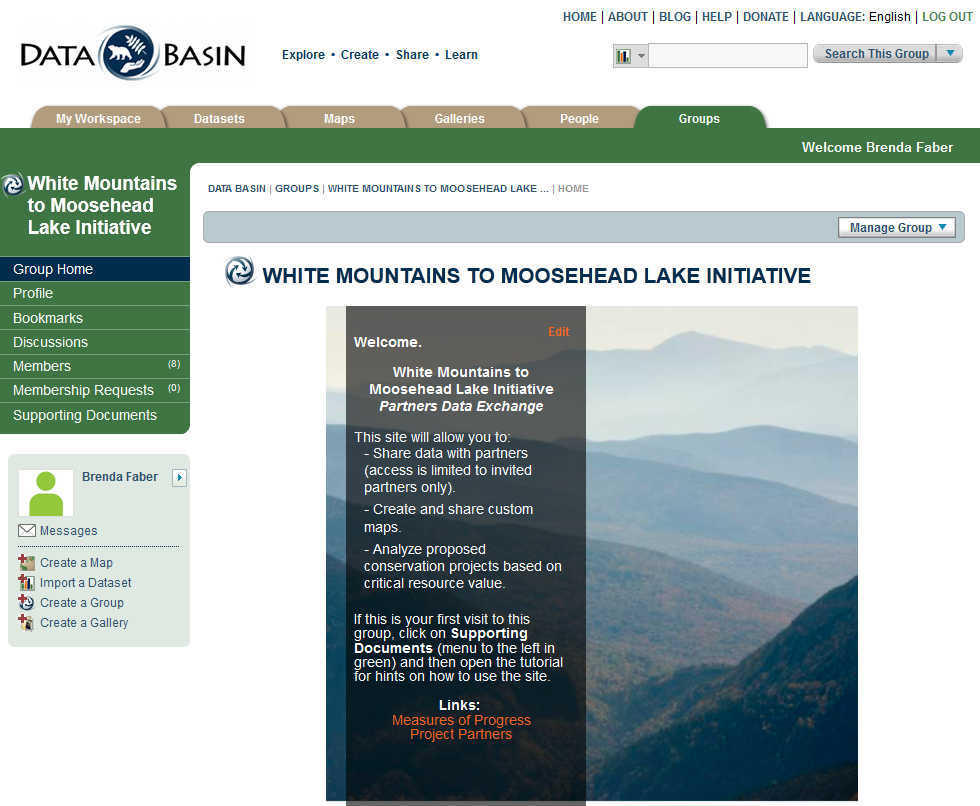 HOME | ABOUT | BLOG | HELP | DONATE | LANGUAGE: English | LOG OUT
DATA BASIN
Explore • Create • Share • Learn
Search This Group
My Workspace
Datasets
Maps
Galleries
People
Groups
Welcome Brenda Faber
White Mountains
to Moosehead
Lake Initiative
DATA BASIN | GROUPS | WHITE MOUNTAINS TO MOOSEHEAD LAKE ... | HOME
Manage Group
Group Home
Profile
Bookmarks
Discussions
Members (8)
Membership Requests (0)
Supporting Documents
Brenda Faber
Messages
Create a Map
Import a Dataset
Create a Group
Create a Gallery
WHITE MOUNTAINS TO MOOSEHEAD LAKE INITIATIVE
Edit
Welcome.
White Mountains to
Moosehead Lake Initiative
Partners Data Exchange
This site will allow you to:
- Share data with partners
(access is limited to invited
partners only).
- Create and share custom
maps.
- Analyze proposed
conservation projects based on
critical resource value.
If this is your first visit to this
group, click on Supporting
Documents (menu to the left in
green) and then open the tutorial
for hints on how to use the site.
Links:
Measures of Progress
Project Partners